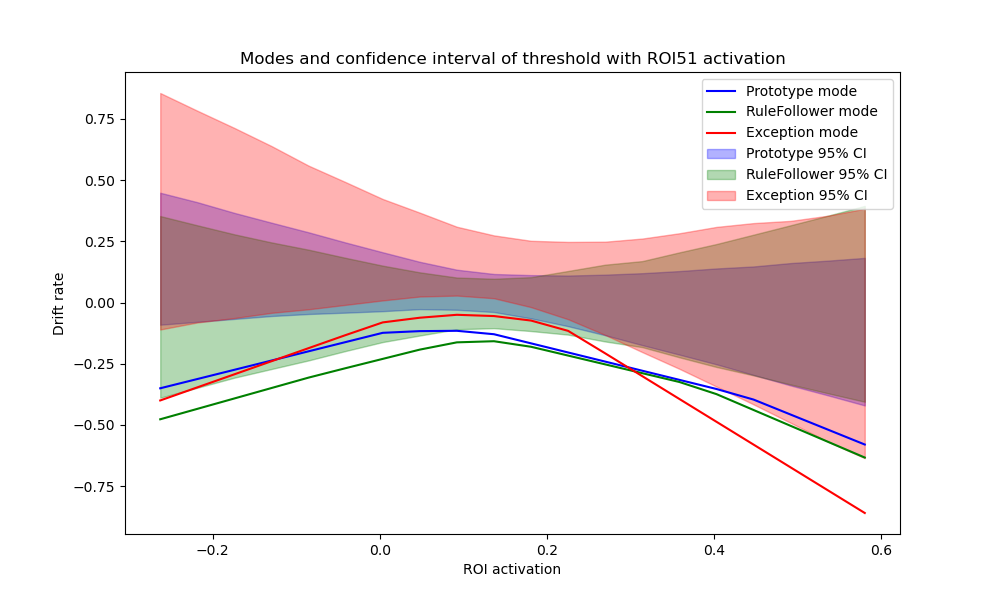 Modes and confidence interval of threshold with ROI51 activation
Prototype mode
RuleFollower mode
Exception mode
Prototype 95% CI
RuleFollower 95% CI
Exception 95% CI
Drift rate
0.75
0.50
0.25
0.00
−0.25
−0.50
−0.75
−0.2
0.0
0.2
0.4
0.6
ROI activation